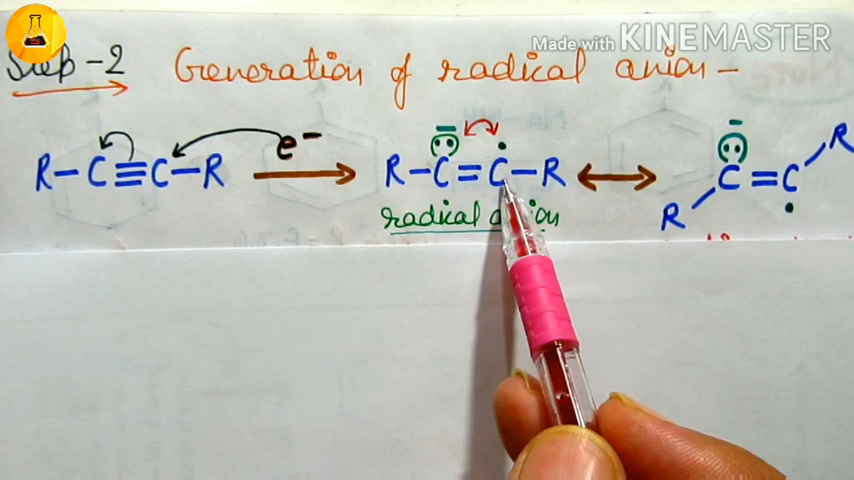 Made with KINEMASTER
Step-2 Generation of radical anion -
R-C≡C-R e⁻ → R-C̄=Ċ-R ↔ R-C̄=Ċ-R
radical anion